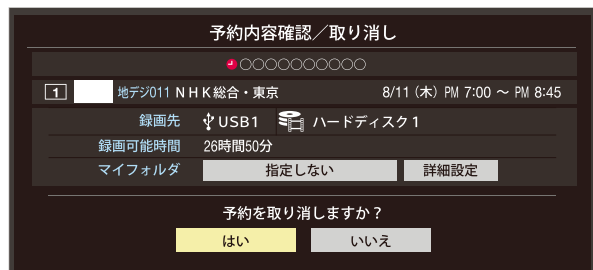 予約内容確認／取り消し
○○○○○○○○○○
1 地デジ011 NHK総合・東京 8/11（木）PM 7:00 ～ PM 8:45
録画先 USB1 ハードディスク1
録画可能時間 26時間50分
マイフォルダ 指定しない 詳細設定
予約を取り消しますか？
はい いいえ